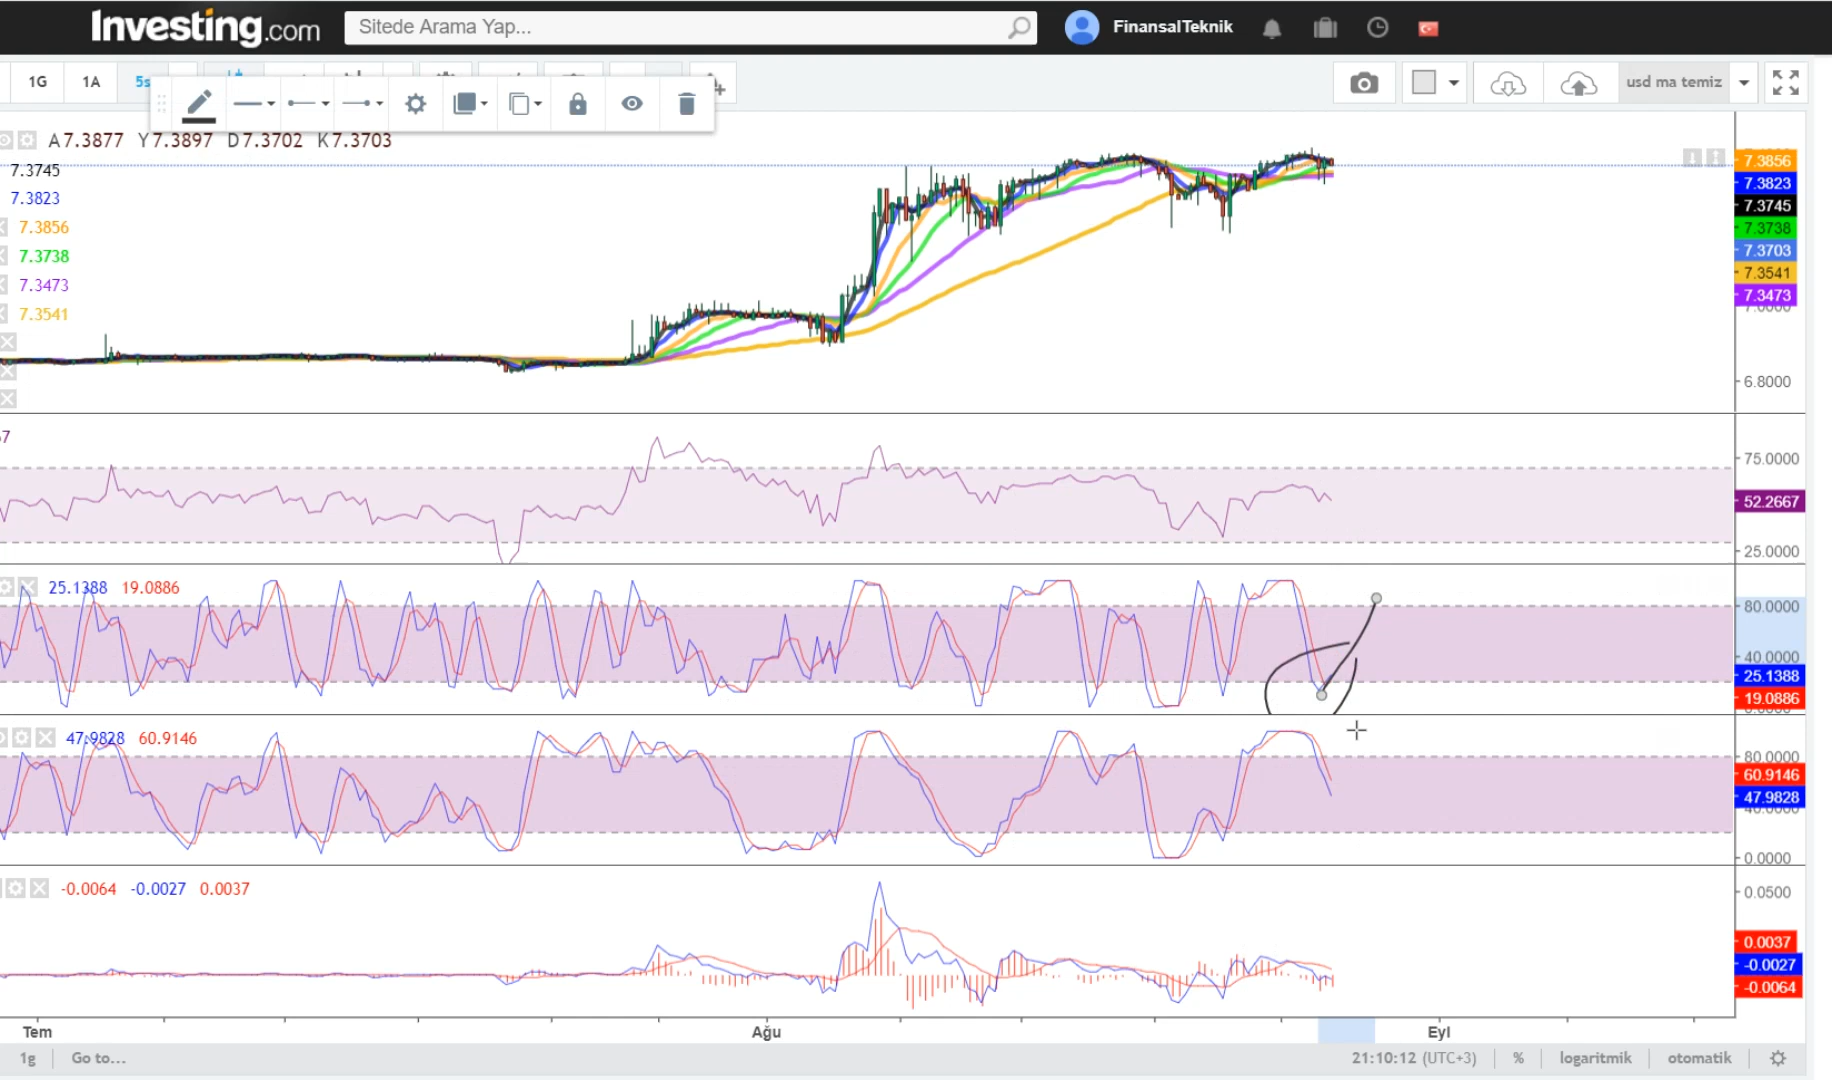 Investing.com
Sitede Arama Yap...
FinansalTeknik
1G
1A
5s
usd ma temiz
A7.3877 Y7.3897 D7.3702 K7.3703
7.3745
7.3823
7.3856
7.3738
7.3473
7.3541
7.3856
7.3823
7.3745
7.3738
7.3703
7.3541
7.3473
6.8000
75.0000
52.2667
25.0000
25.1388 19.0886
80.0000
40.0000
25.1388
19.0886
47.9828 60.9146
80.0000
60.9146
47.9828
0.0000
-0.0064 -0.0027 0.0037
0.0500
0.0037
-0.0027
-0.0064
Tem
Ağu
Eyl
1g
Go to...
21:10:12 (UTC+3)
%
logaritmik
otomatik